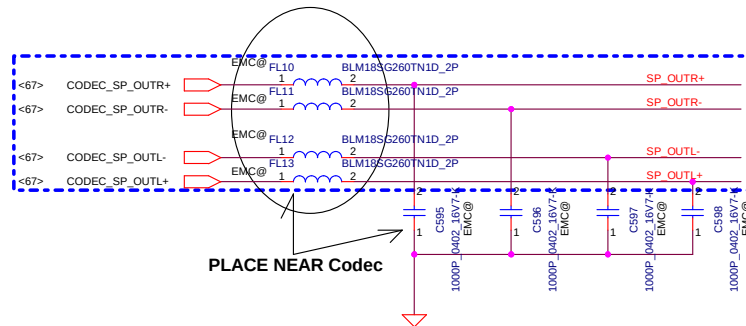 EMC@ FL10 BLM18SG260TN1D_2P
<67> CODEC_SP_OUTR+ 1 2 SP_OUTR+
FL11 BLM18SG260TN1D_2P
<67> CODEC_SP_OUTR- 1 2 SP_OUTR-
EMC@ FL12 BLM18SG260TN1D_2P
<67> CODEC_SP_OUTL- 1 2 SP_OUTL-
FL13 BLM18SG260TN1D_2P
<67> CODEC_SP_OUTL+ 1 2 SP_OUTL+
2 2 2 2
1 1 1 1
C595
1000P_0402_16V7-K
EMC@
C596
1000P_0402_16V7-K
EMC@
C597
1000P_0402_16V7-K
EMC@
C598
1000P_0402_16V7-K
EMC@
PLACE NEAR Codec